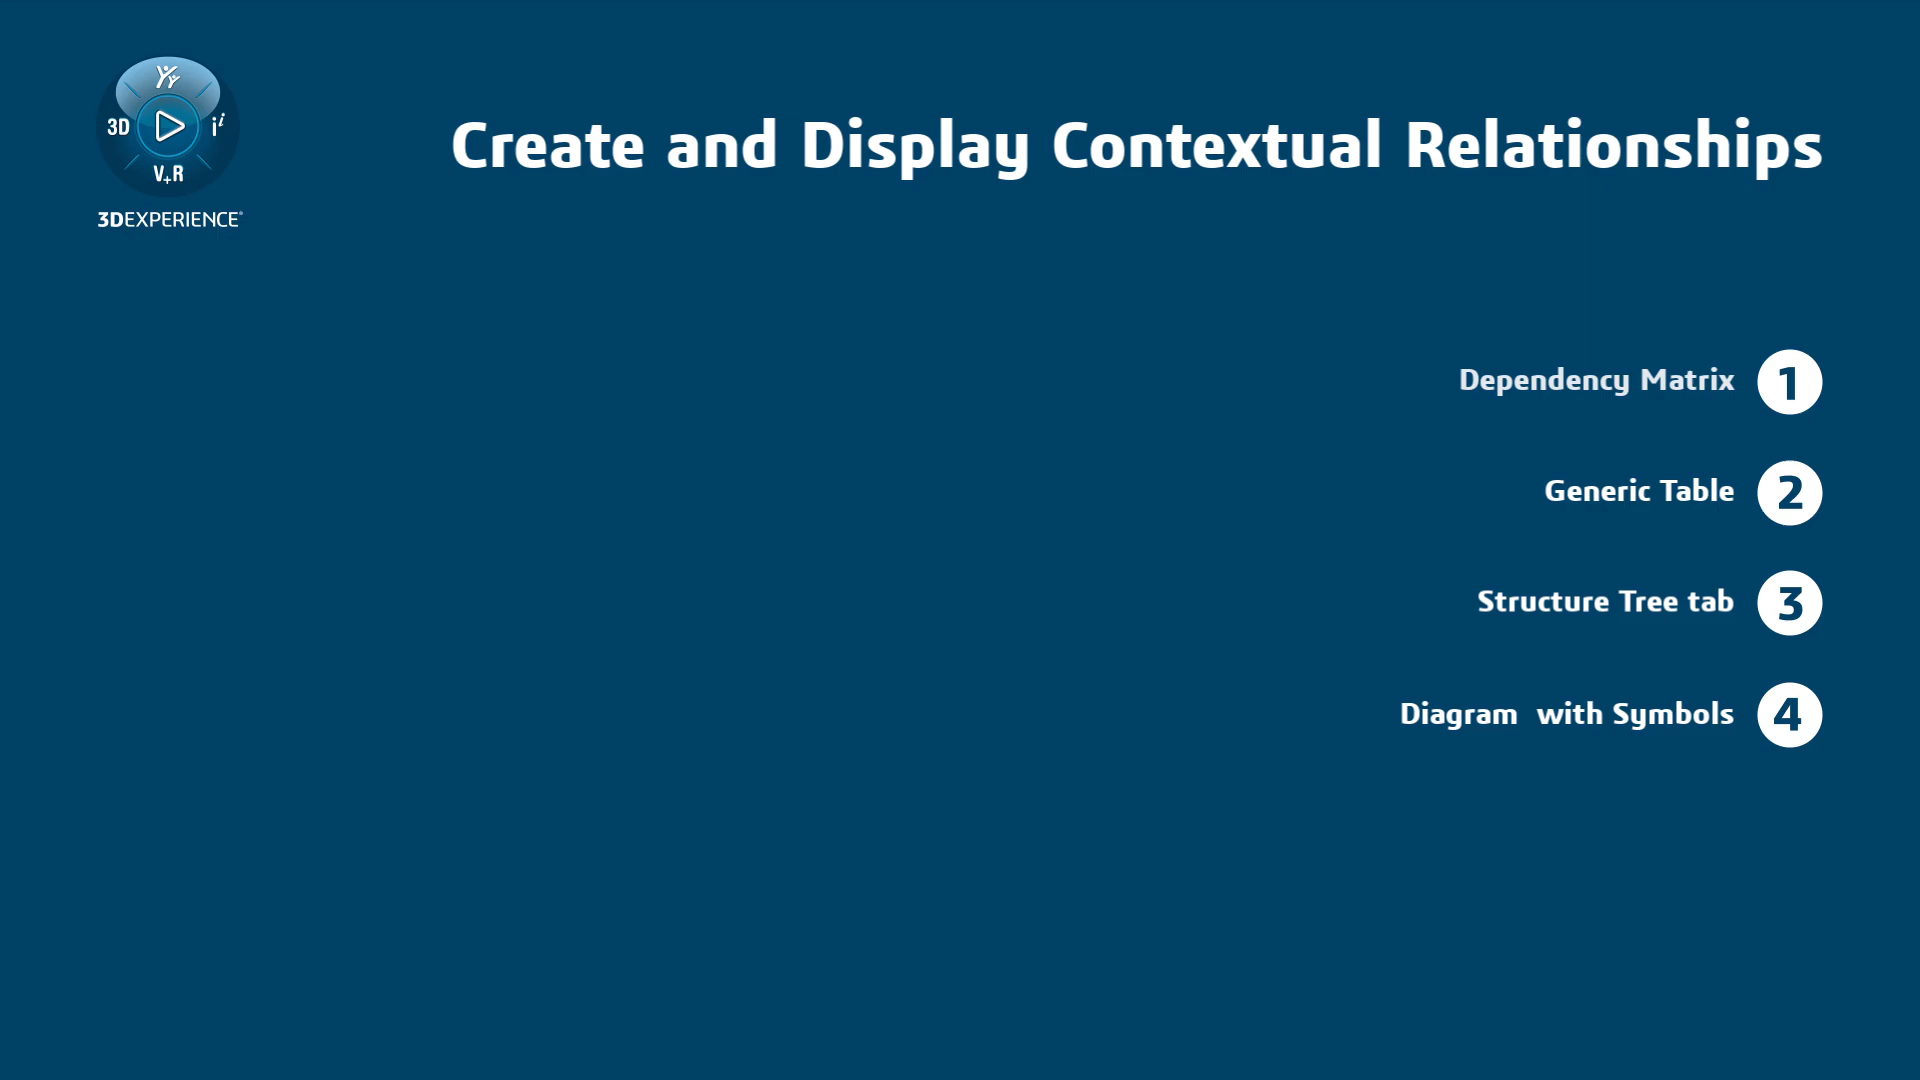 3D
V+R
3DEXPERIENCE®
Create and Display Contextual Relationships
Dependency Matrix 1
Generic Table 2
Structure Tree tab 3
Diagram with Symbols 4